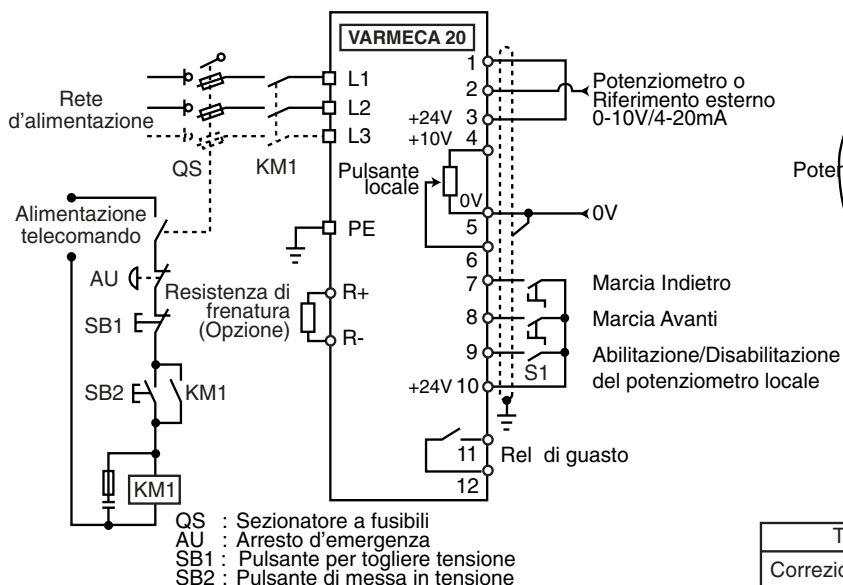 VARMECA 20
Rete
d'alimentazione
L1
L2
L3
QS
KM1
1
2
3
+24V
+10V
4
Potenziometro o
Riferimento esterno
0-10V/4-20mA
Pulsante
locale
0V
5
0V
6
Alimentazione
telecomando
PE
AU
SB1
SB2
KM1
KM1
Resistenza di
frenatura
(Opzione)
R+
R-
7
Marcia Indietro
8
Marcia Avanti
9
S1
Abilitazione/Disabilitazione
del potenziometro locale
+24V 10
11
Rel di guasto
12
QS : Sezionatore a fusibili
AU : Arresto d'emergenza
SB1 : Pulsante per togliere tensione
SB2 : Pulsante di messa in tensione
Poten
T
Correzio